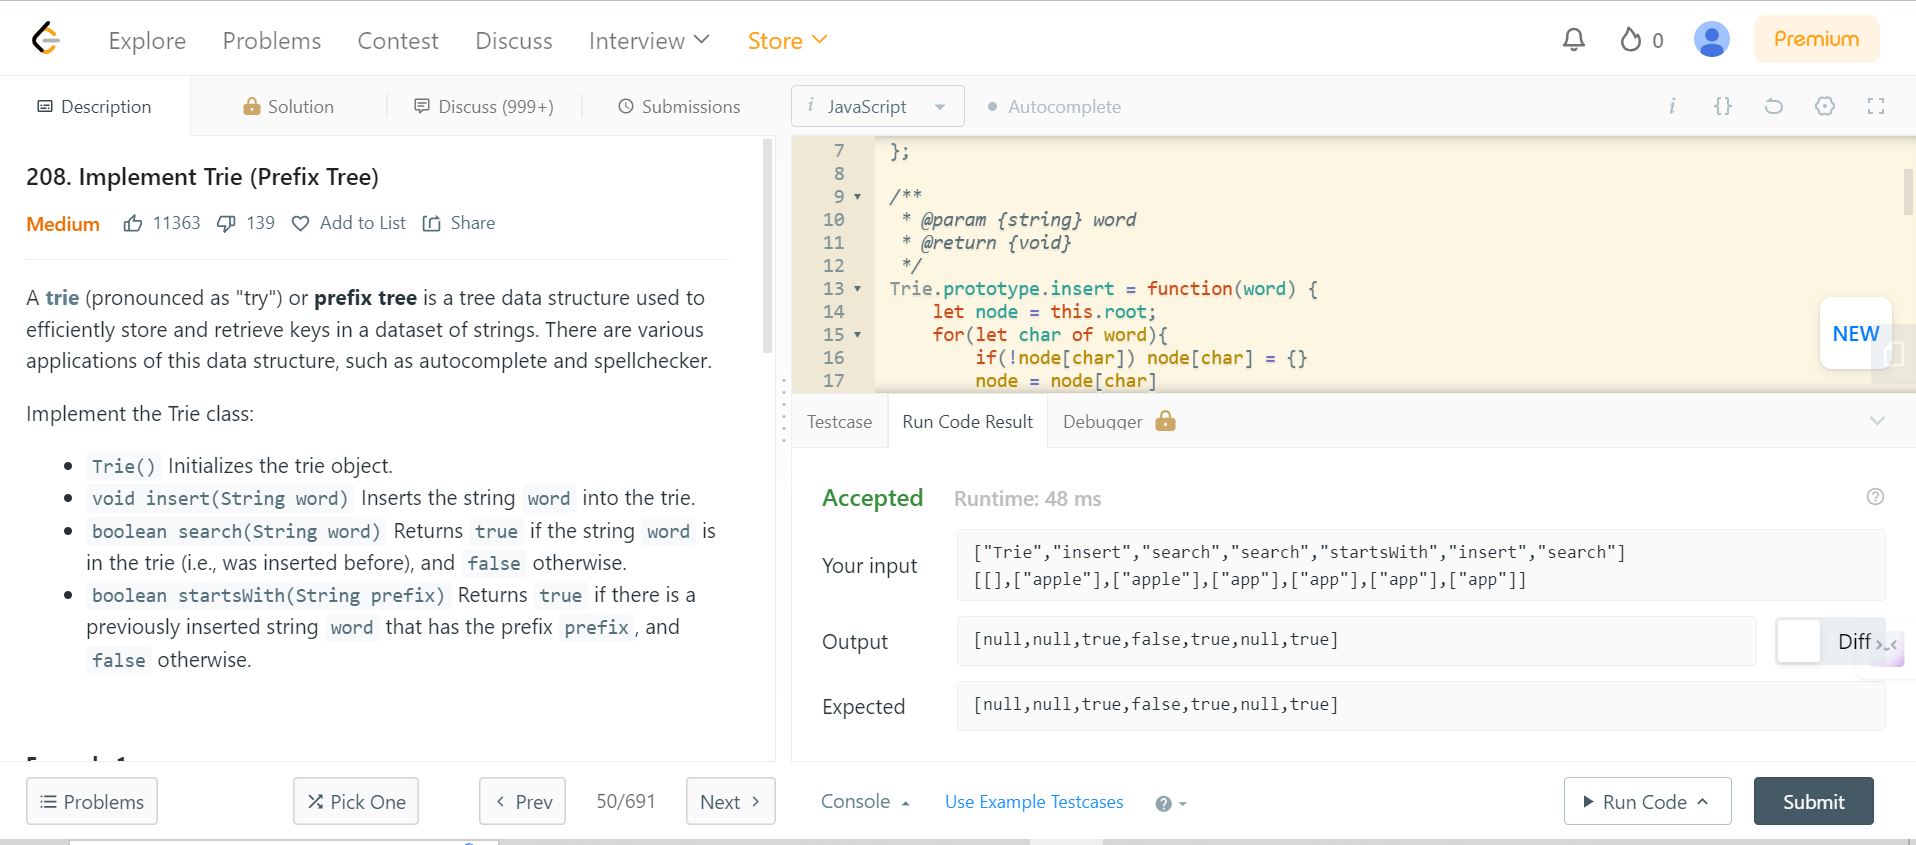 Explore Problems Contest Discuss Interview Store 0 Premium
Description Solution Discuss (999+) Submissions
i JavaScript Autocomplete i {}
208. Implement Trie (Prefix Tree)
Medium 11363 139 Add to List Share
A trie (pronounced as "try") or prefix tree is a tree data structure used to
efficiently store and retrieve keys in a dataset of strings. There are various
applications of this data structure, such as autocomplete and spellchecker.
Implement the Trie class:
• Trie() Initializes the trie object.
• void insert(String word) Inserts the string word into the trie.
• boolean search(String word) Returns true if the string word is
in the trie (i.e., was inserted before), and false otherwise.
• boolean startsWith(String prefix) Returns true if there is a
previously inserted string word that has the prefix prefix , and
false otherwise.
Problems Pick One Prev 50/691 Next
7 };
8
9 /**
10 * @param {string} word
11 * @return {void}
12 */
13 Trie.prototype.insert = function(word) {
14 let node = this.root;
15 for(let char of word){
16 if(!node[char]) node[char] = {}
17 node = node[char]
NEW
Testcase Run Code Result Debugger
Accepted Runtime: 48 ms
Your input
["Trie","insert","search","search","startsWith","insert","search"]
[[],["apple"],["apple"],["app"],["app"],["app"],["app"]]
Output [null,null,true,false,true,null,true] Diff
Expected [null,null,true,false,true,null,true]
Console Use Example Testcases ? Run Code Submit